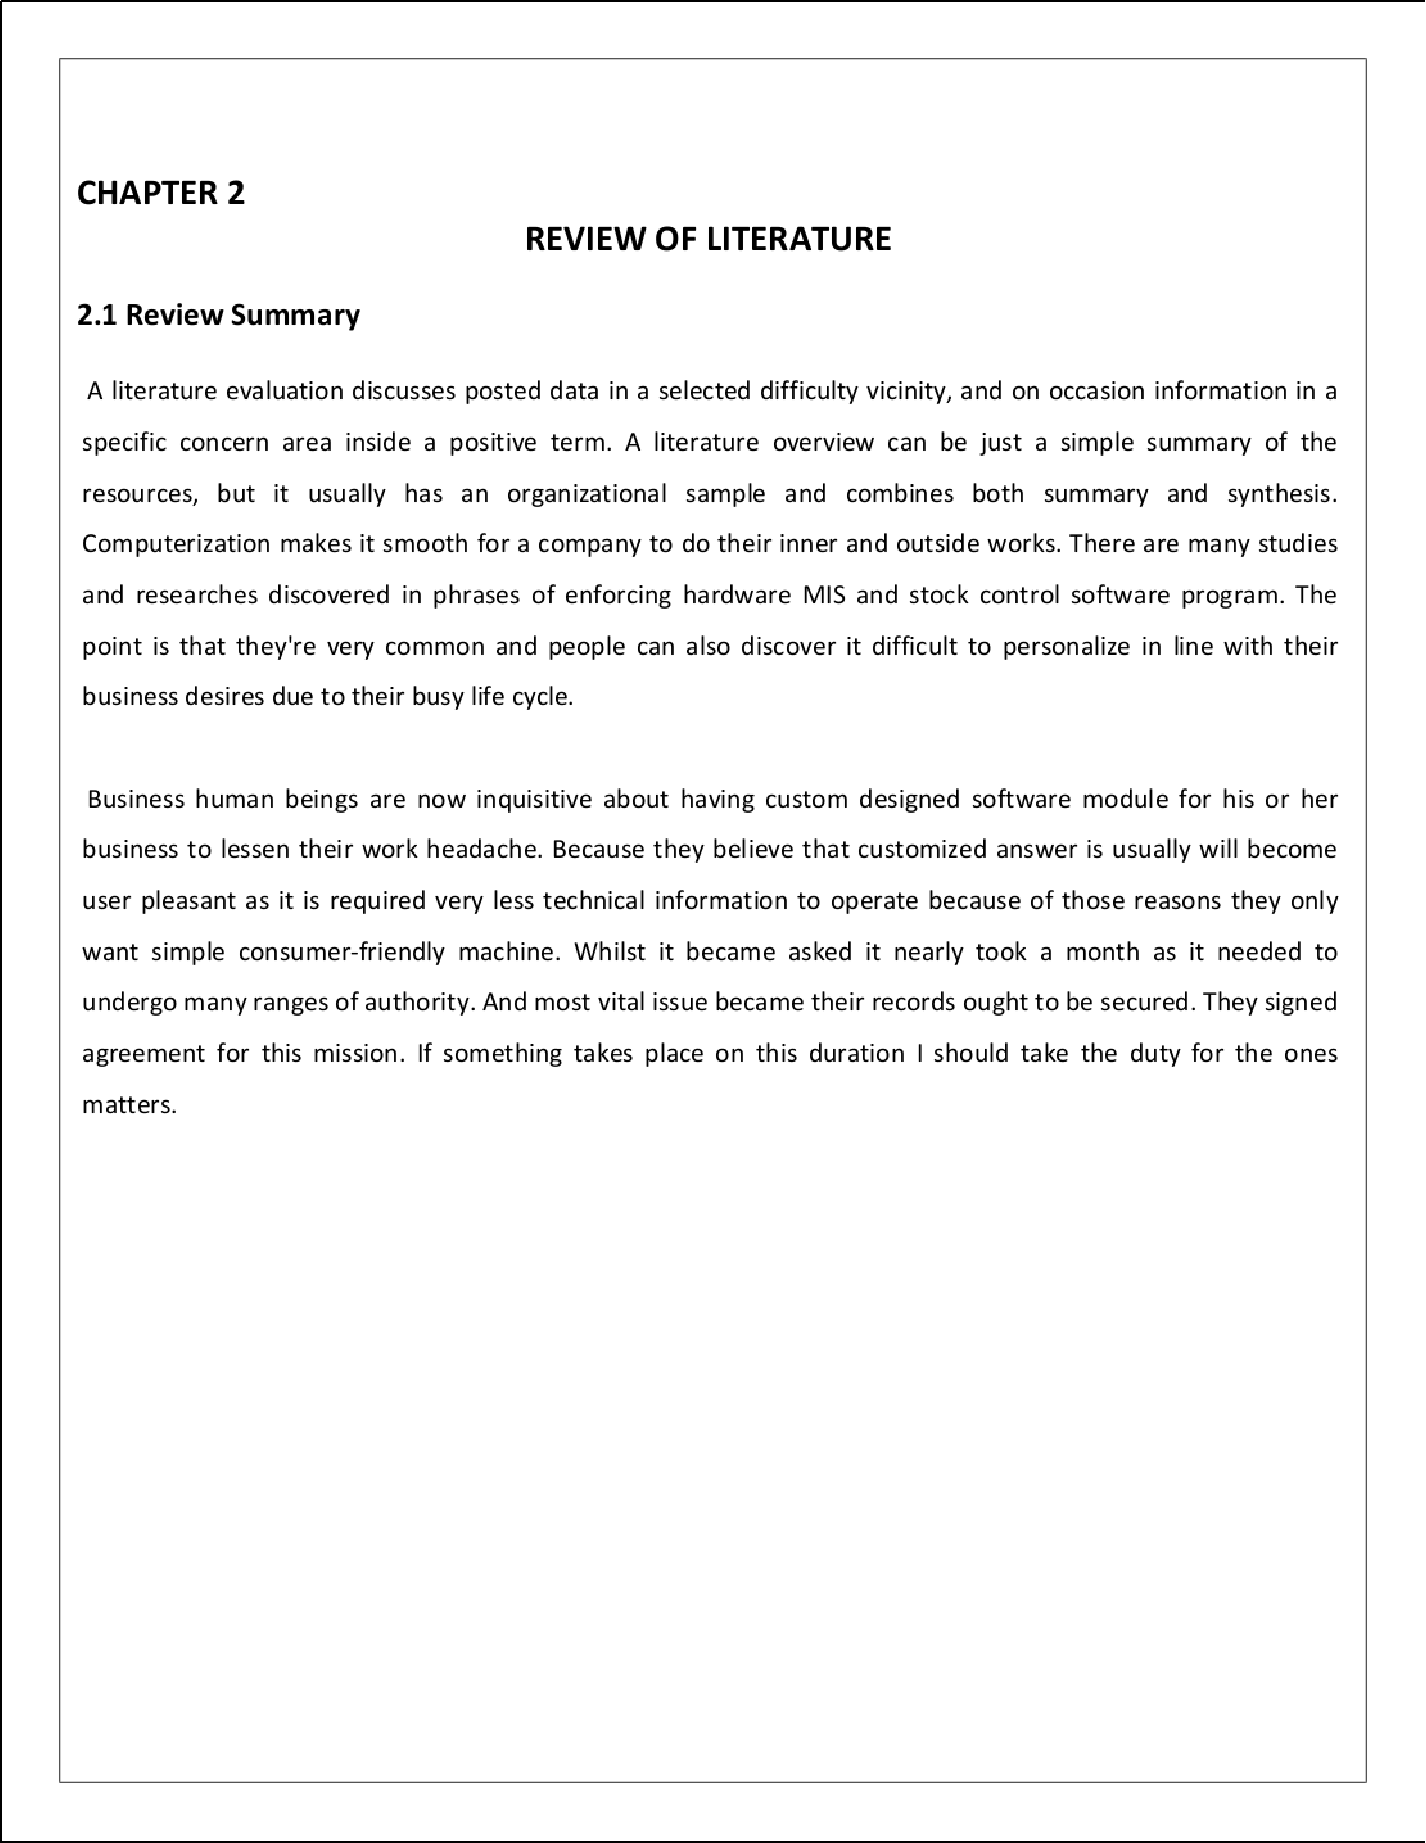 CHAPTER 2
REVIEW OF LITERATURE
2.1 Review Summary
A literature evaluation discusses posted data in a selected difficulty vicinity, and on occasion information in a
specific concern area inside a positive term. A literature overview can be just a simple summary of the
resources, but it usually has an organizational sample and combines both summary and synthesis.
Computerization makes it smooth for a company to do their inner and outside works. There are many studies
and researches discovered in phrases of enforcing hardware MIS and stock control software program. The
point is that they're very common and people can also discover it difficult to personalize in line with their
business desires due to their busy life cycle.
Business human beings are now inquisitive about having custom designed software module for his or her
business to lessen their work headache. Because they believe that customized answer is usually will become
user pleasant as it is required very less technical information to operate because of those reasons they only
want simple consumer-friendly machine. Whilst it became asked it nearly took a month as it needed to
undergo many ranges of authority. And most vital issue became their records ought to be secured. They signed
agreement for this mission. If something takes place on this duration I should take the duty for the ones
matters.